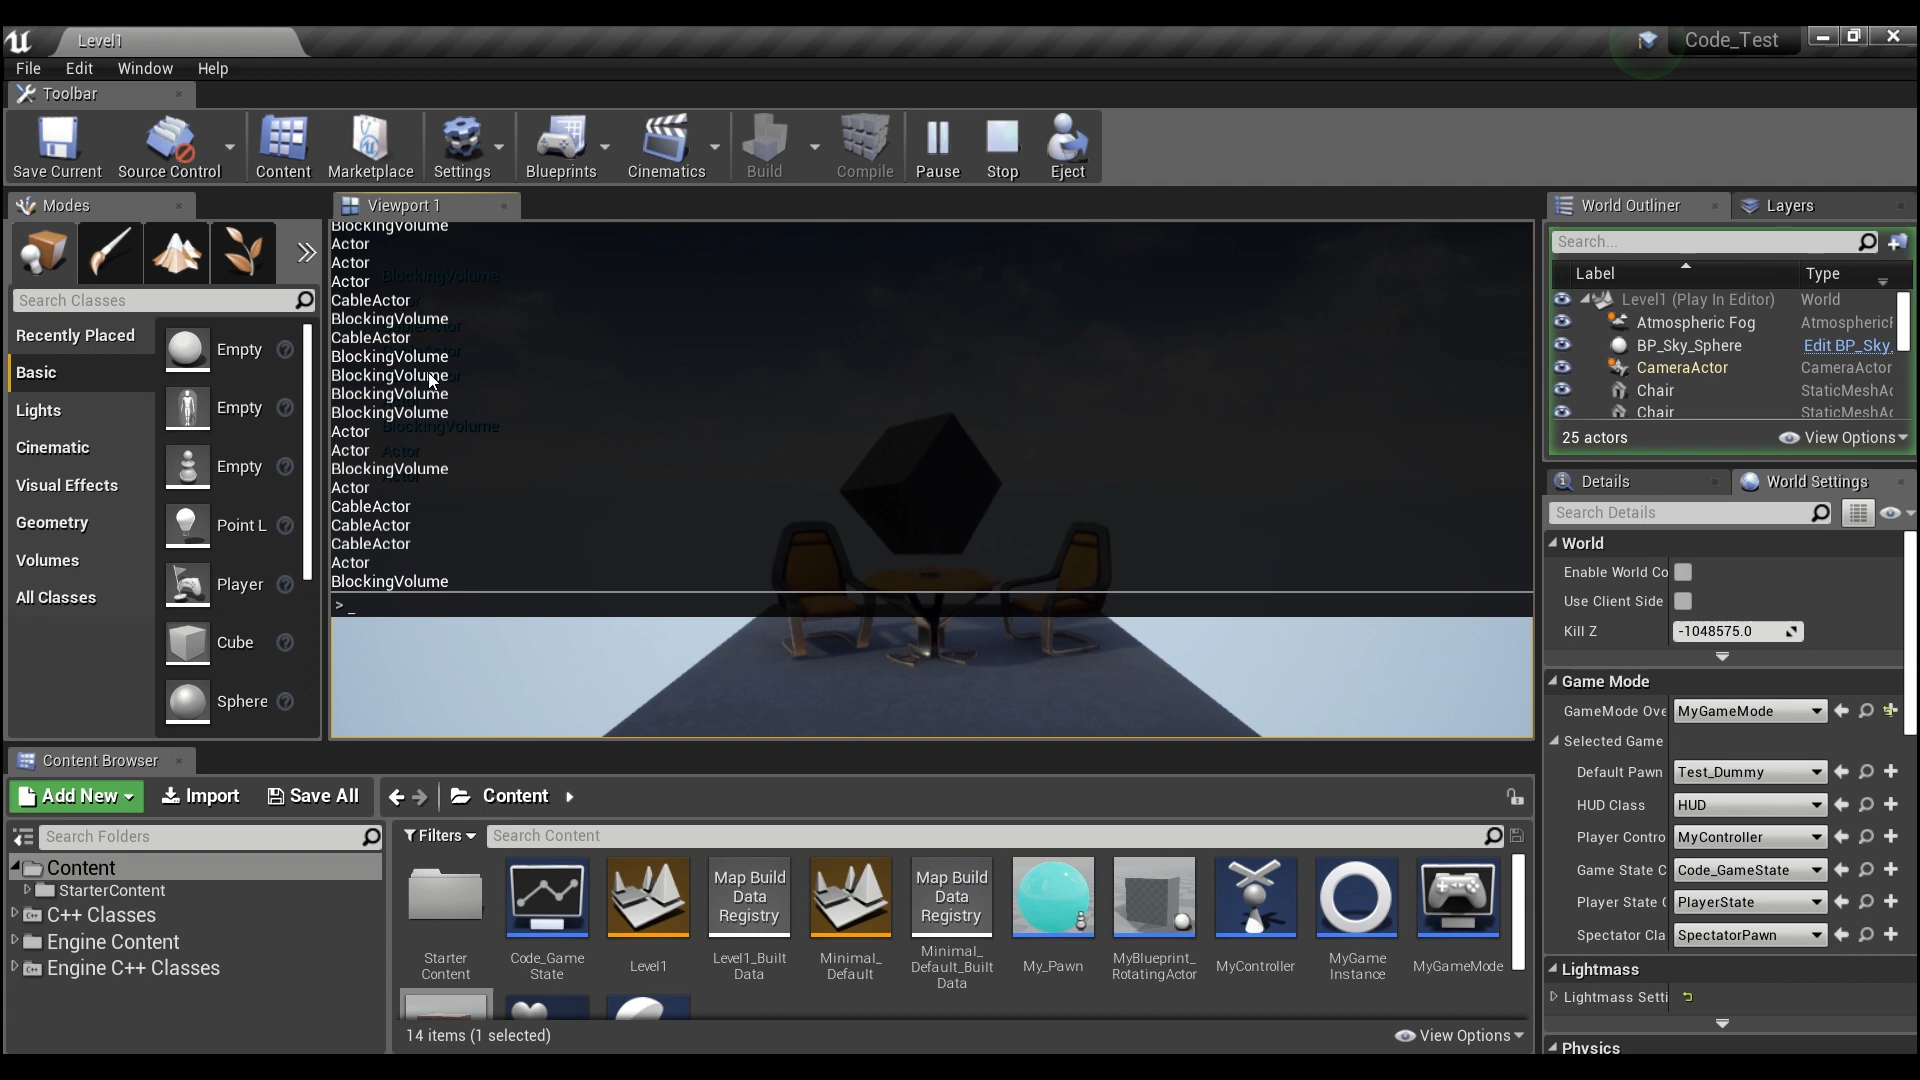 Level1
Code_Test
File Edit Window Help
Toolbar
Save Current Source Control Content Marketplace Settings Blueprints Cinematics Build Compile Pause Stop Eject
Modes
Search Classes
Recently Placed
Basic
Lights
Cinematic
Visual Effects
Geometry
Volumes
All Classes
Empty
Empty
Empty
Point L
Player
Cube
Sphere
Viewport 1
BlockingVolume
Actor
Actor
Actor
CableActor
BlockingVolume
CableActor
BlockingVolume
BlockingVolume
BlockingVolume
BlockingVolume
Actor
Actor
BlockingVolume
Actor
CableActor
CableActor
CableActor
Actor
BlockingVolume
> _
BlockingVolume
BlockingVolume
Actor
World Outliner Layers
Search...
Label Type
Level1 (Play In Editor) World
Atmospheric Fog AtmosphericF
BP_Sky_Sphere Edit BP_Sky_
CameraActor CameraActor
Chair StaticMeshAc
Chair StaticMeshAc
25 actors View Options
Details World Settings
Search Details
World
Enable World Co
Use Client Side
Kill Z -1048575.0
Game Mode
GameMode Ove MyGameMode
Selected Game
Default Pawn Test_Dummy
HUD Class HUD
Player Contro MyController
Game State C Code_GameState
Player State C PlayerState
Spectator Cla SpectatorPawn
Lightmass
Lightmass Setti
Physics
Content Browser
Add New Import Save All Content
Search Folders
Content
StarterContent
C++ Classes
Engine Content
Engine C++ Classes
Filters Search Content
Starter
Content
Code_Game
State
Level1
Map Build
Data
Registry
Level1_Built
Data
Minimal_
Default
Map Build
Data
Registry
Minimal_
Default_Built
Data
My_Pawn
MyBlueprint_
RotatingActor
MyController
MyGame
Instance
MyGameMode
14 items (1 selected) View Options